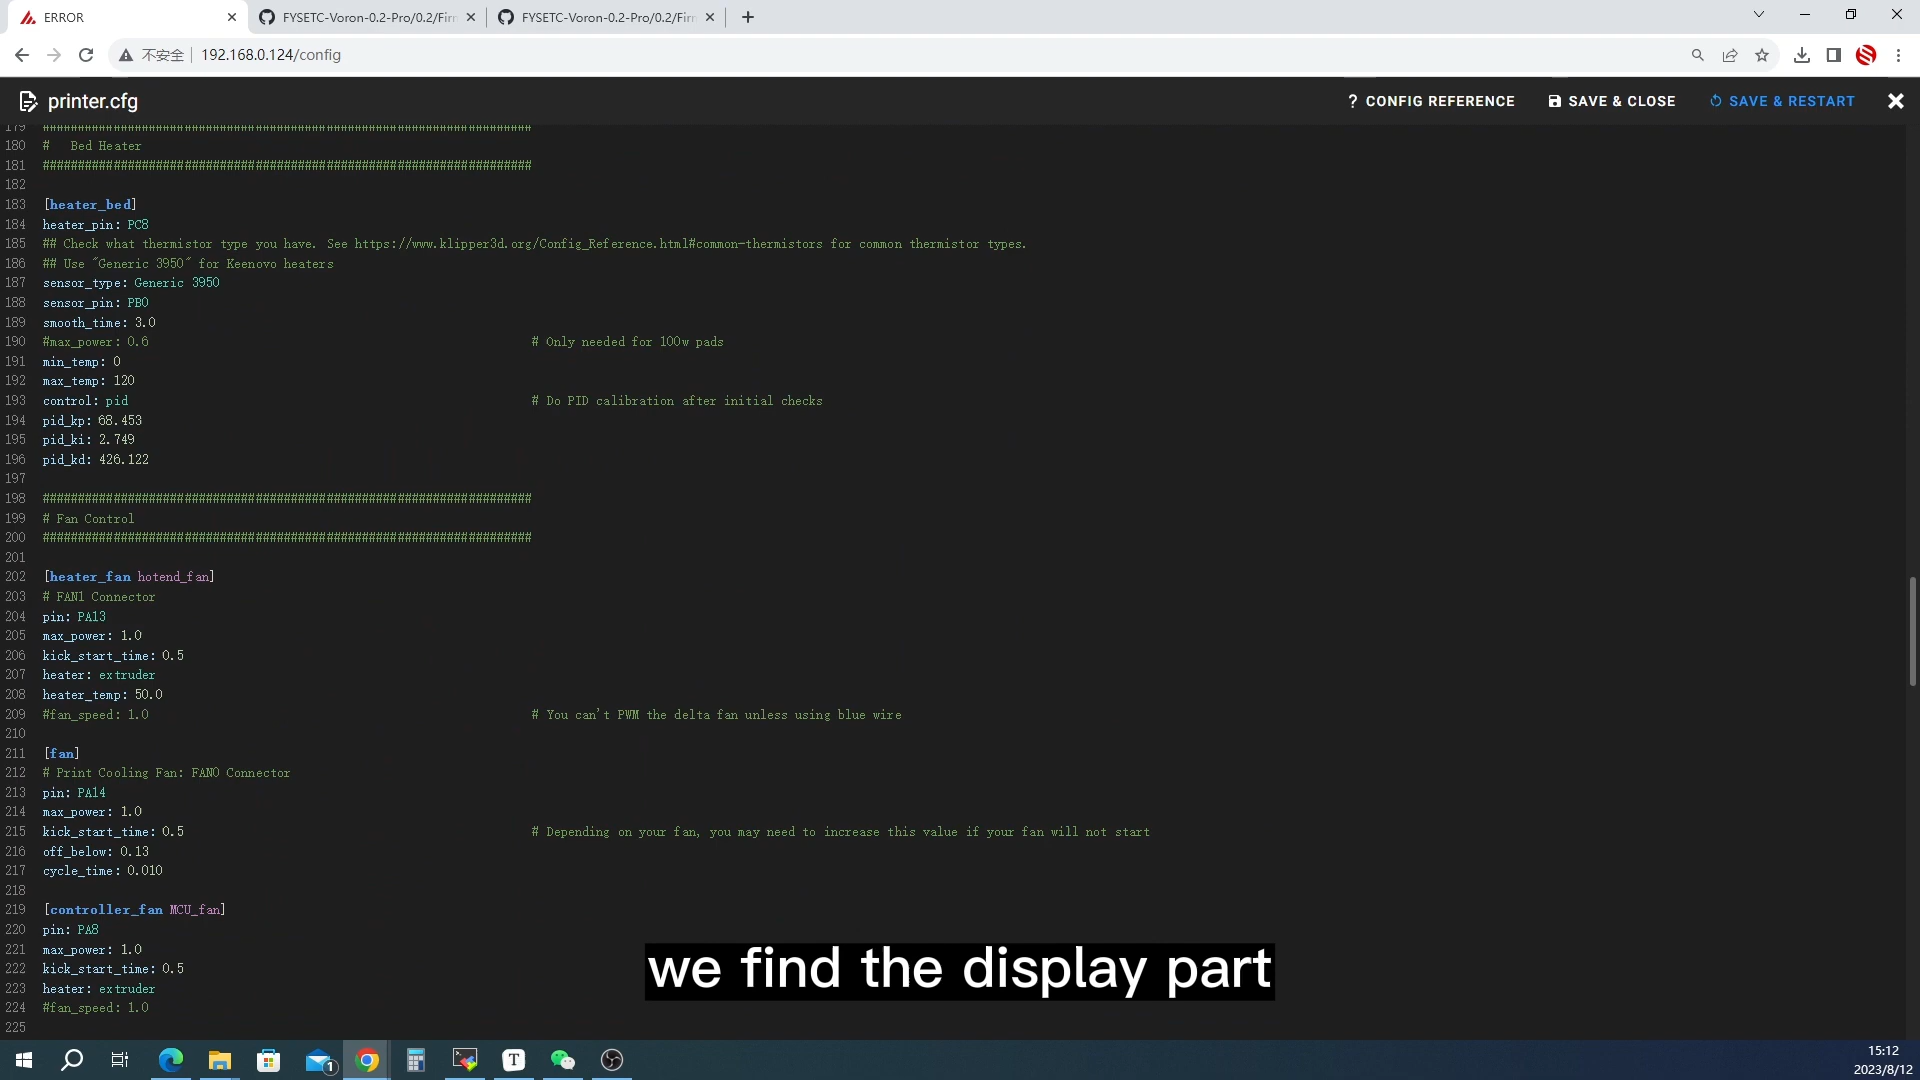 ERROR
FYSETC-Voron-0.2-Pro/0.2/Firm
FYSETC-Voron-0.2-Pro/0.2/Firm
不安全
192.168.0.124/config
printer.cfg
? CONFIG REFERENCE
SAVE & CLOSE
SAVE & RESTART
179 #####################################################################
180 #   Bed Heater
181 #####################################################################
182
183 [heater_bed]
184 heater_pin: PC8
185 ## Check what thermistor type you have. See https://www.klipper3d.org/Config_Reference.html#common-thermistors for common thermistor types.
186 ## Use "Generic 3950" for Keenovo heaters
187 sensor_type: Generic 3950
188 sensor_pin: PB0
189 smooth_time: 3.0
190 #max_power: 0.6 # Only needed for 100w pads
191 min_temp: 0
192 max_temp: 120
193 control: pid # Do PID calibration after initial checks
194 pid_kp: 68.453
195 pid_ki: 2.749
196 pid_kd: 426.122
197
198 #####################################################################
199 # Fan Control
200 #####################################################################
201
202 [heater_fan hotend_fan]
203 # FAN1 Connector
204 pin: PA13
205 max_power: 1.0
206 kick_start_time: 0.5
207 heater: extruder
208 heater_temp: 50.0
209 #fan_speed: 1.0 # You can't PWM the delta fan unless using blue wire
210
211 [fan]
212 # Print Cooling Fan: FAN0 Connector
213 pin: PA14
214 max_power: 1.0
215 kick_start_time: 0.5 # Depending on your fan, you may need to increase this value if your fan will not start
216 off_below: 0.13
217 cycle_time: 0.010
218
219 [controller_fan MCU_fan]
220 pin: PA8
221 max_power: 1.0
222 kick_start_time: 0.5
223 heater: extruder
224 #fan_speed: 1.0
225
we find the display part
1
T
15:12
2023/8/12